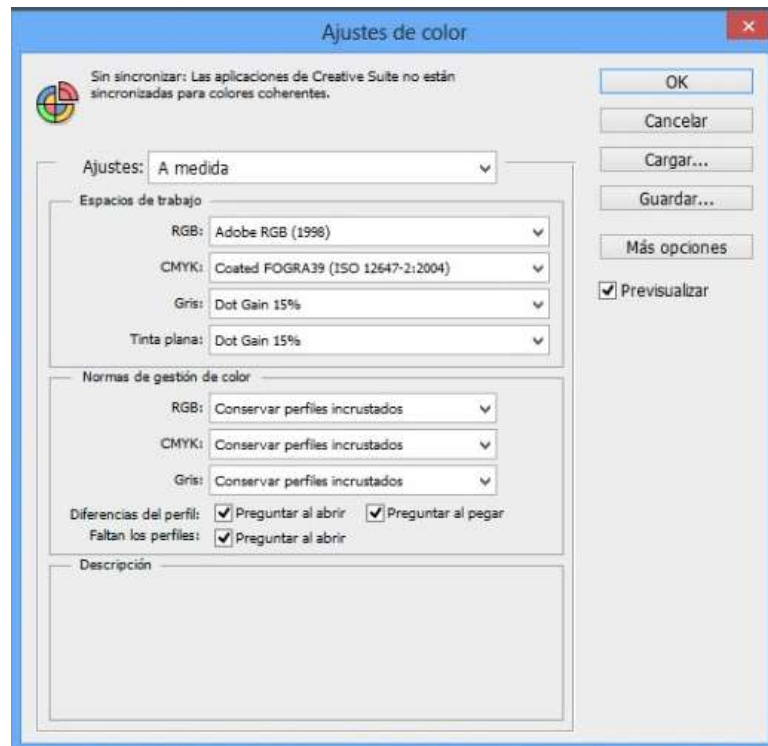 Ajustes de color
Sin sincronizar: Las aplicaciones de Creative Suite no están
sincronizadas para colores coherentes.
OK
Cancelar
Cargar...
Guardar...
Más opciones
Previsualizar
Ajustes: A medida
Espacios de trabajo
RGB: Adobe RGB (1998)
CMYK: Coated FOGRA39 (ISO 12647-2:2004)
Gris: Dot Gain 15%
Tinta plana: Dot Gain 15%
Normas de gestión de color
RGB: Conservar perfiles incrustados
CMYK: Conservar perfiles incrustados
Gris: Conservar perfiles incrustados
Diferencias del perfil: Preguntar al abrir Preguntar al pegar
Faltan los perfiles: Preguntar al abrir
Descripción